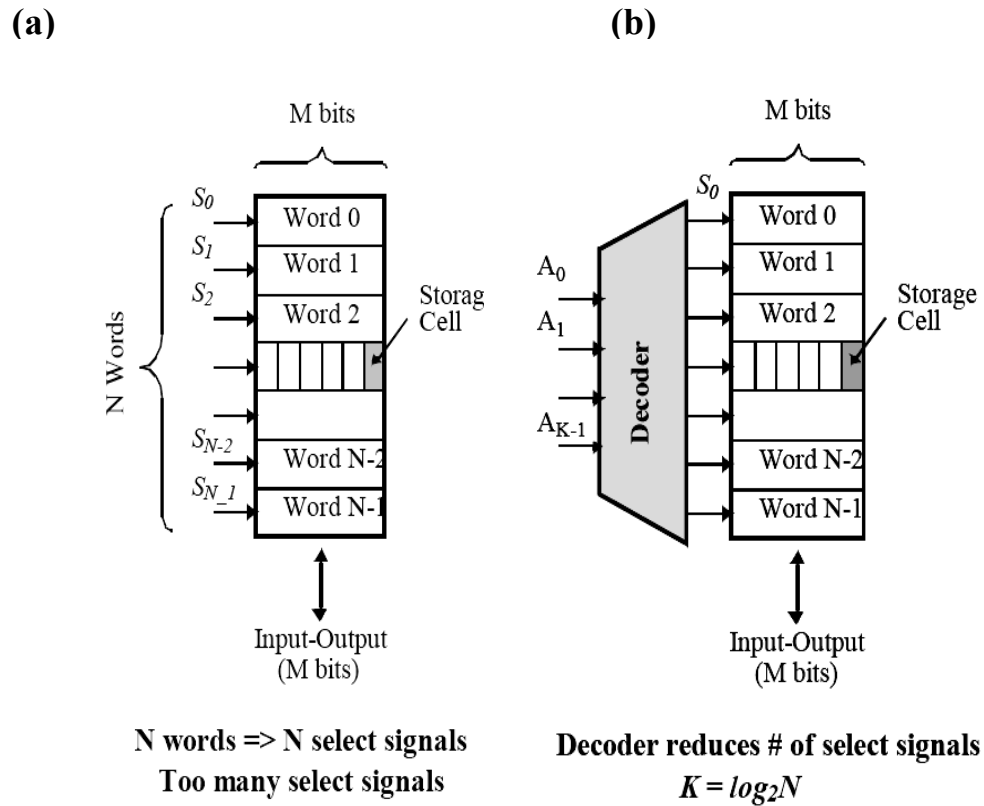 (a)
M bits
N Words
S0
S1
S2
SN-2
SN_1
Word 0
Word 1
Word 2
Word N-2
Word N-1
Storag
Cell
Input-Output
(M bits)
N words => N select signals
Too many select signals
(b)
M bits
A0
A1
AK-1
Decoder
S0
Word 0
Word 1
Word 2
Word N-2
Word N-1
Storage
Cell
Input-Output
(M bits)
Decoder reduces # of select signals
K = log2N